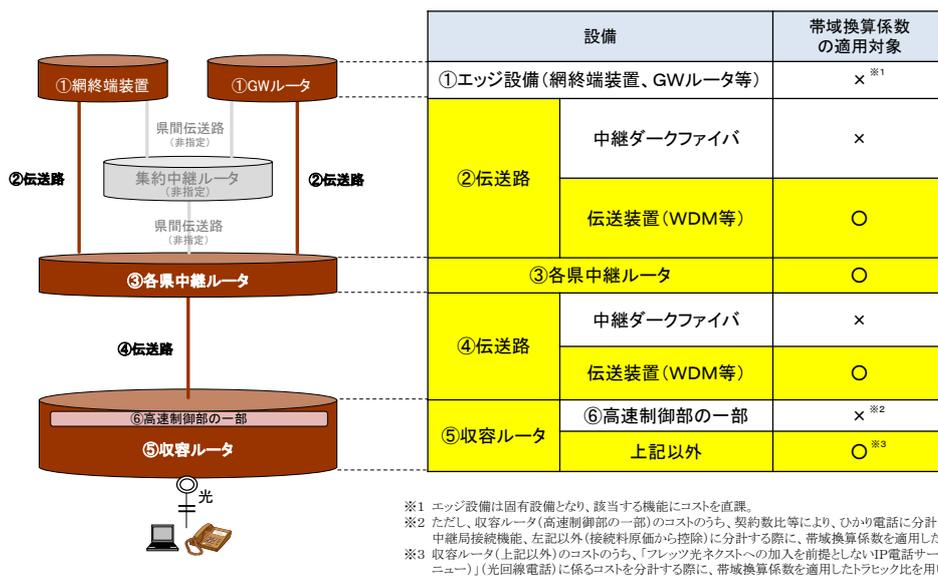 ①網終端装置
①GWルータ
県間伝送路
(非指定)
②伝送路
集約中継ルータ
(非指定)
②伝送路
県間伝送路
(非指定)
③各県中継ルータ
④伝送路
⑥高速制御部の一部
⑤収容ルータ
光
設備
帯域換算係数
の適用対象
①エッジ設備(網終端装置、GWルータ等)
×※1
②伝送路
中継ダークファイバ
×
伝送装置(WDM等)
○
③各県中継ルータ
○
④伝送路
中継ダークファイバ
×
伝送装置(WDM等)
○
⑤収容ルータ
⑥高速制御部の一部
×※2
上記以外
○※3
※1 エッジ設備は固有設備となり、該当する機能にコストを直課。
※2 ただし、収容ルータ(高速制御部の一部)のコストのうち、契約数比等により、ひかり電話に分計
中継局接続機能、左記以外(接続料原価から控除)に分計する際に、帯域換算係数を適用した
※3 収容ルータ(上記以外)のコストのうち、「フレッツ光ネクストへの加入を前提としないIP電話サー
ニュー)」(光回線電話)に係るコストを分計する際に、帯域換算係数を適用したトラヒック比を用い